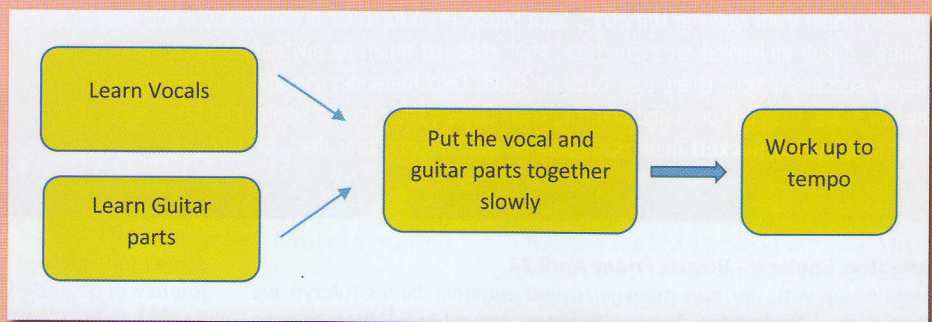 Learn Vocals
Learn Guitar
parts
Put the vocal and
guitar parts together
slowly
Work up to
tempo